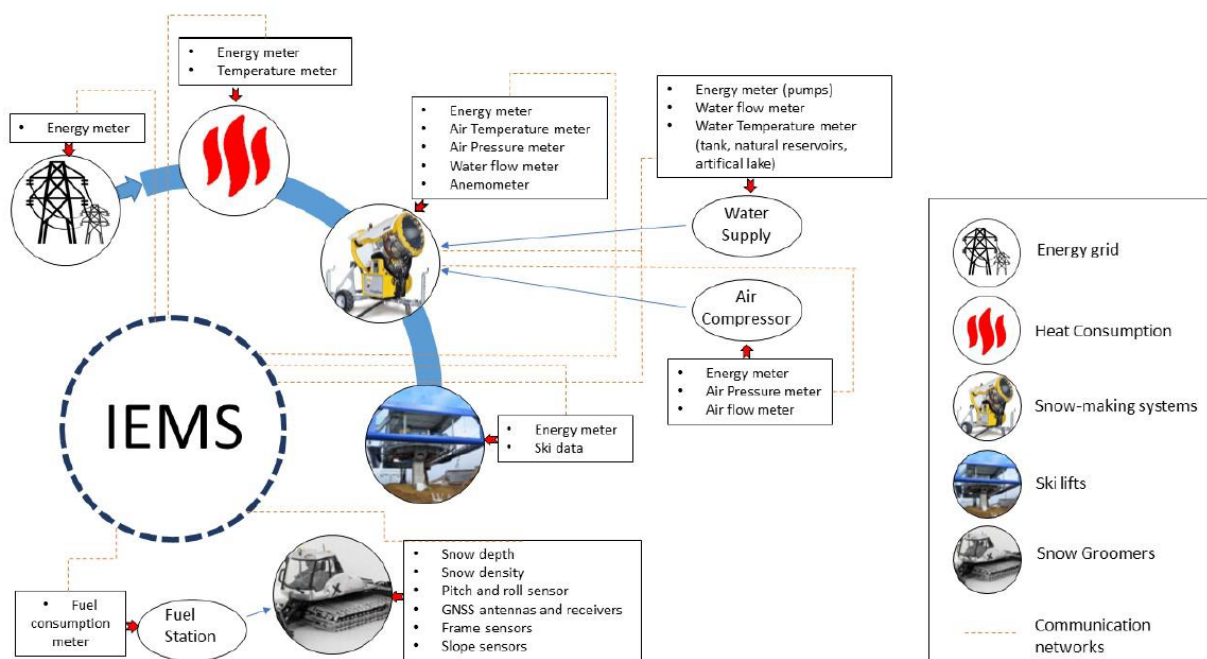 • Energy meter
• Temperature meter
• Energy meter
• Energy meter
• Air Temperature meter
• Air Pressure meter
• Water flow meter
• Anemometer
• Energy meter (pumps)
• Water flow meter
• Water Temperature meter
(tank, natural reservoirs,
artifical lake)
Water
Supply
Air
Compressor
• Energy meter
• Air Pressure meter
• Air flow meter
IEMS
• Energy meter
• Ski data
• Fuel
consumption
meter
Fuel
Station
• Snow depth
• Snow density
• Pitch and roll sensor
• GNSS antennas and receivers
• Frame sensors
• Slope sensors
Energy grid
Heat Consumption
Snow-making systems
Ski lifts
Snow Groomers
Communication
networks